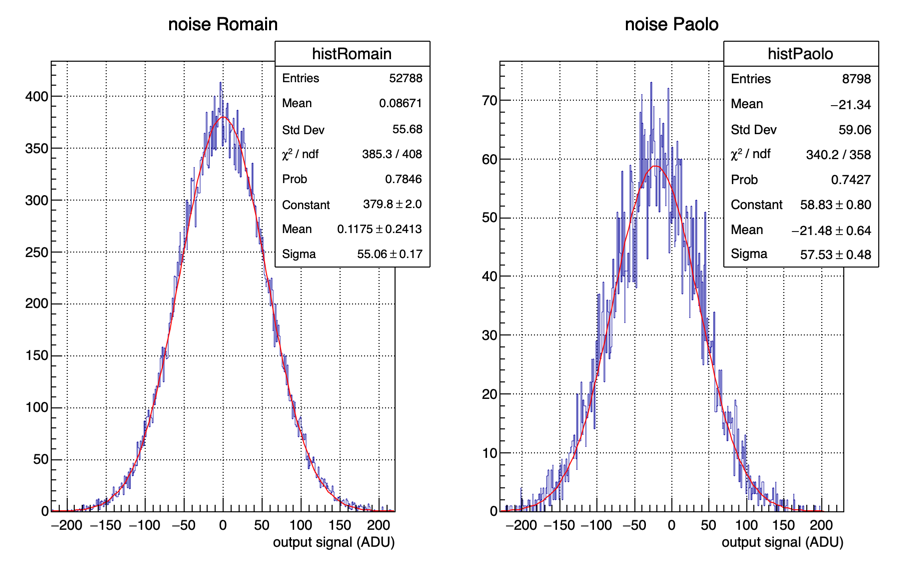 noise Romain
histRomain
Entries 52788
Mean 0.08671
Std Dev 55.68
χ² / ndf 385.3 / 408
Prob 0.7846
Constant 379.8 ± 2.0
Mean 0.1175 ± 0.2413
Sigma 55.06 ± 0.17
400
350
300
250
200
150
100
50
0
−200 −150 −100 −50 0 50 100 150 200
output signal (ADU)
noise Paolo
histPaolo
Entries 8798
Mean −21.34
Std Dev 59.06
χ² / ndf 340.2 / 358
Prob 0.7427
Constant 58.83 ± 0.80
Mean −21.48 ± 0.64
Sigma 57.53 ± 0.48
70
60
50
40
30
20
10
0
−200 −150 −100 −50 0 50 100 150 200
output signal (ADU)